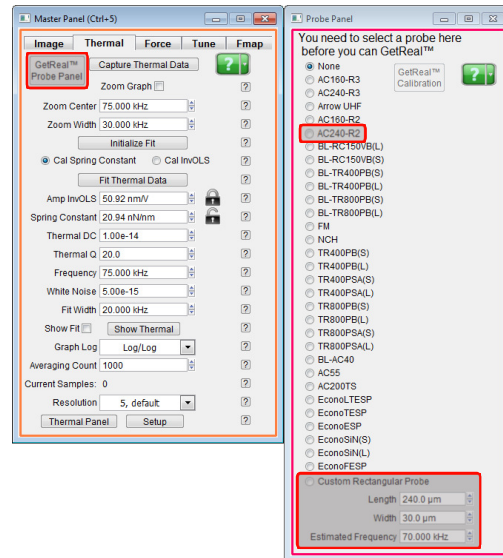 Master Panel (Ctrl+5)
Image Thermal Force Tune Fmap
GetReal™
Probe Panel
Capture Thermal Data
?
Zoom Graph ?
Zoom Center 75.000 kHz ?
Zoom Width 30.000 kHz ?
Initialize Fit ?
Cal Spring
Constant
Cal InvOLS ?
Fit Thermal Data ?
Amp InvOLS 50.92 nm/V ?
Spring Constant 20.94 nN/nm ?
Thermal DC 1.00e-14 ?
Thermal Q 20.0 ?
Frequency 75.000 kHz ?
White Noise 5.00e-15 ?
Fit Width 20.000 kHz ?
Show Fit Show Thermal ?
Graph Log Log/Log ?
Averaging Count 1000 ?
Current Samples: 0 ?
Resolution 5, default ?
Thermal Panel Setup ?
Probe Panel
You need to select a probe here
before you can GetReal™
None
AC160-R3
AC240-R3
Arrow UHF
AC160-R2
AC240-R2
BL-RC150VB(L)
BL-RC150VB(S)
BL-TR400PB(S)
BL-TR400PB(L)
BL-TR800PB(S)
BL-TR800PB(L)
FM
NCH
TR400PB(S)
TR400PB(L)
TR400PSA(S)
TR400PSA(L)
TR800PB(S)
TR800PB(L)
TR800PSA(S)
TR800PSA(L)
BL-AC40
AC55
AC200TS
EconoLTESP
EconoTESP
EconoESP
EconoSiN(S)
EconoSiN(L)
EconoFESP
GetReal™
Calibration
?
Custom Rectangular Probe
Length 240.0 µm
Width 30.0 µm
Estimated Frequency 70.000 kHz